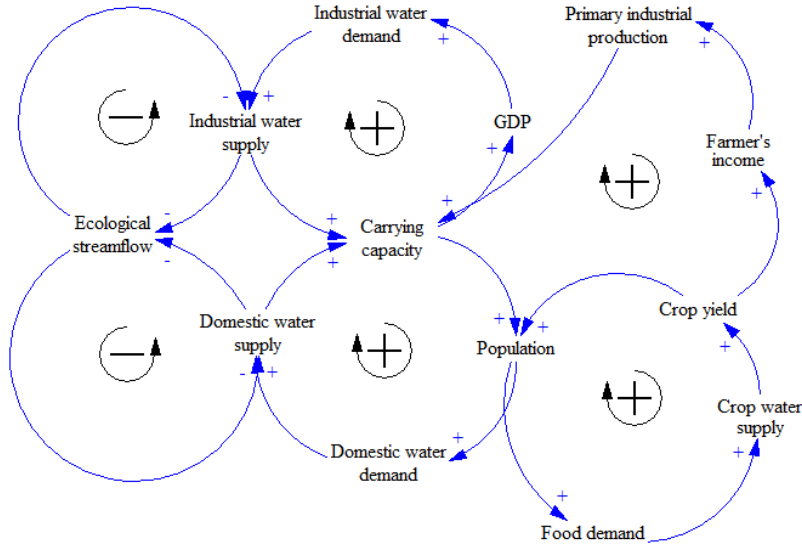 Industrial water
demand
Primary industrial
production
+
+
-
+
Industrial water
supply
GDP
+
Farmer's
income
+
-
Ecological
streamflow
+
+
Carrying
capacity
+
-
Domestic water
supply
+
+
Population
Crop yield
+
-
+
Crop water
supply
+
Domestic water
demand
+
+
Food demand